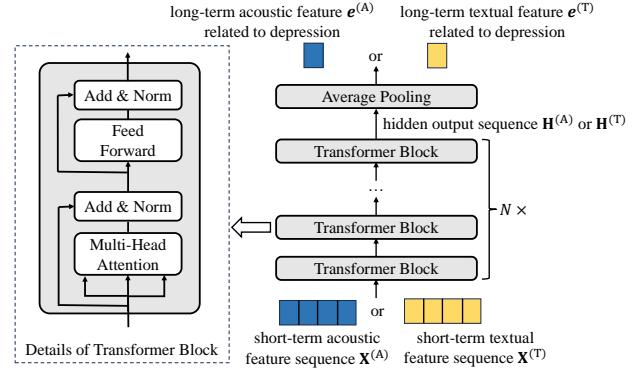 long-term acoustic feature e^(A)
related to depression
long-term textual feature e^(T)
related to depression
or
Average Pooling
hidden output sequence H^(A) or H^(T)
Transformer Block
...
Transformer Block
Transformer Block
N ×
or
short-term acoustic
feature sequence X^(A)
short-term textual
feature sequence X^(T)
Add & Norm
Feed
Forward
Add & Norm
Multi-Head
Attention
Details of Transformer Block